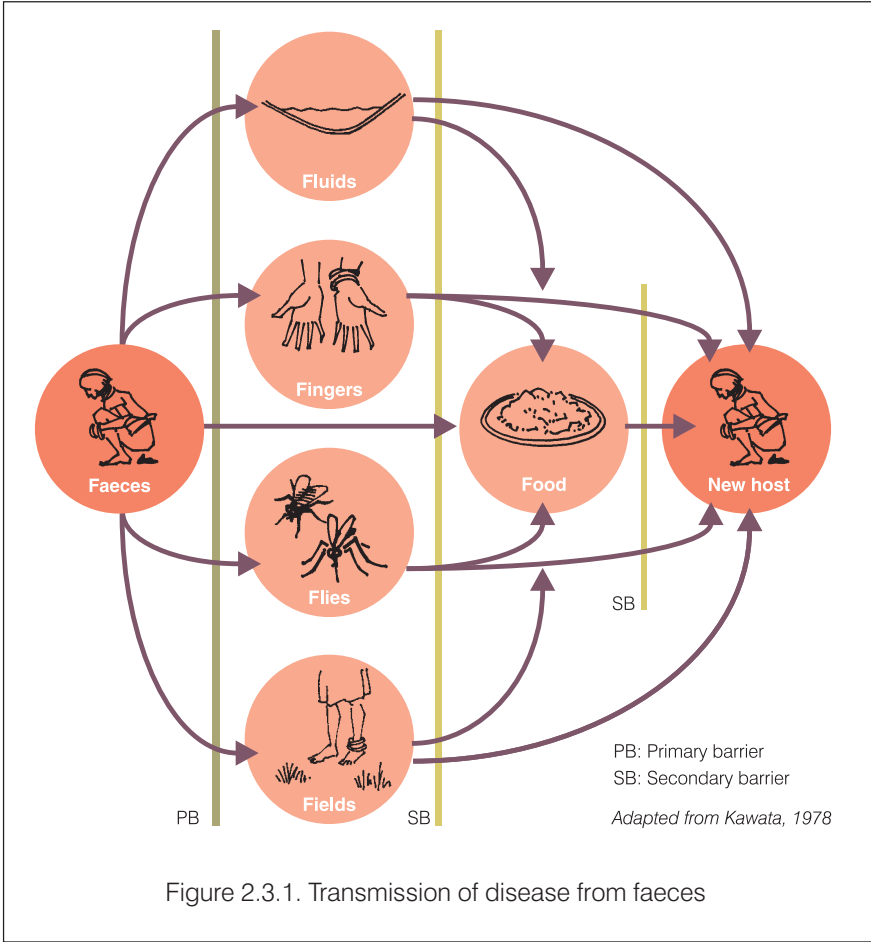 Fluids
Fingers
Faeces
Food
New host
Flies
SB
Fields
PB
SB
PB: Primary barrier
SB: Secondary barrier
Adapted from Kawata, 1978
Figure 2.3.1. Transmission of disease from faeces